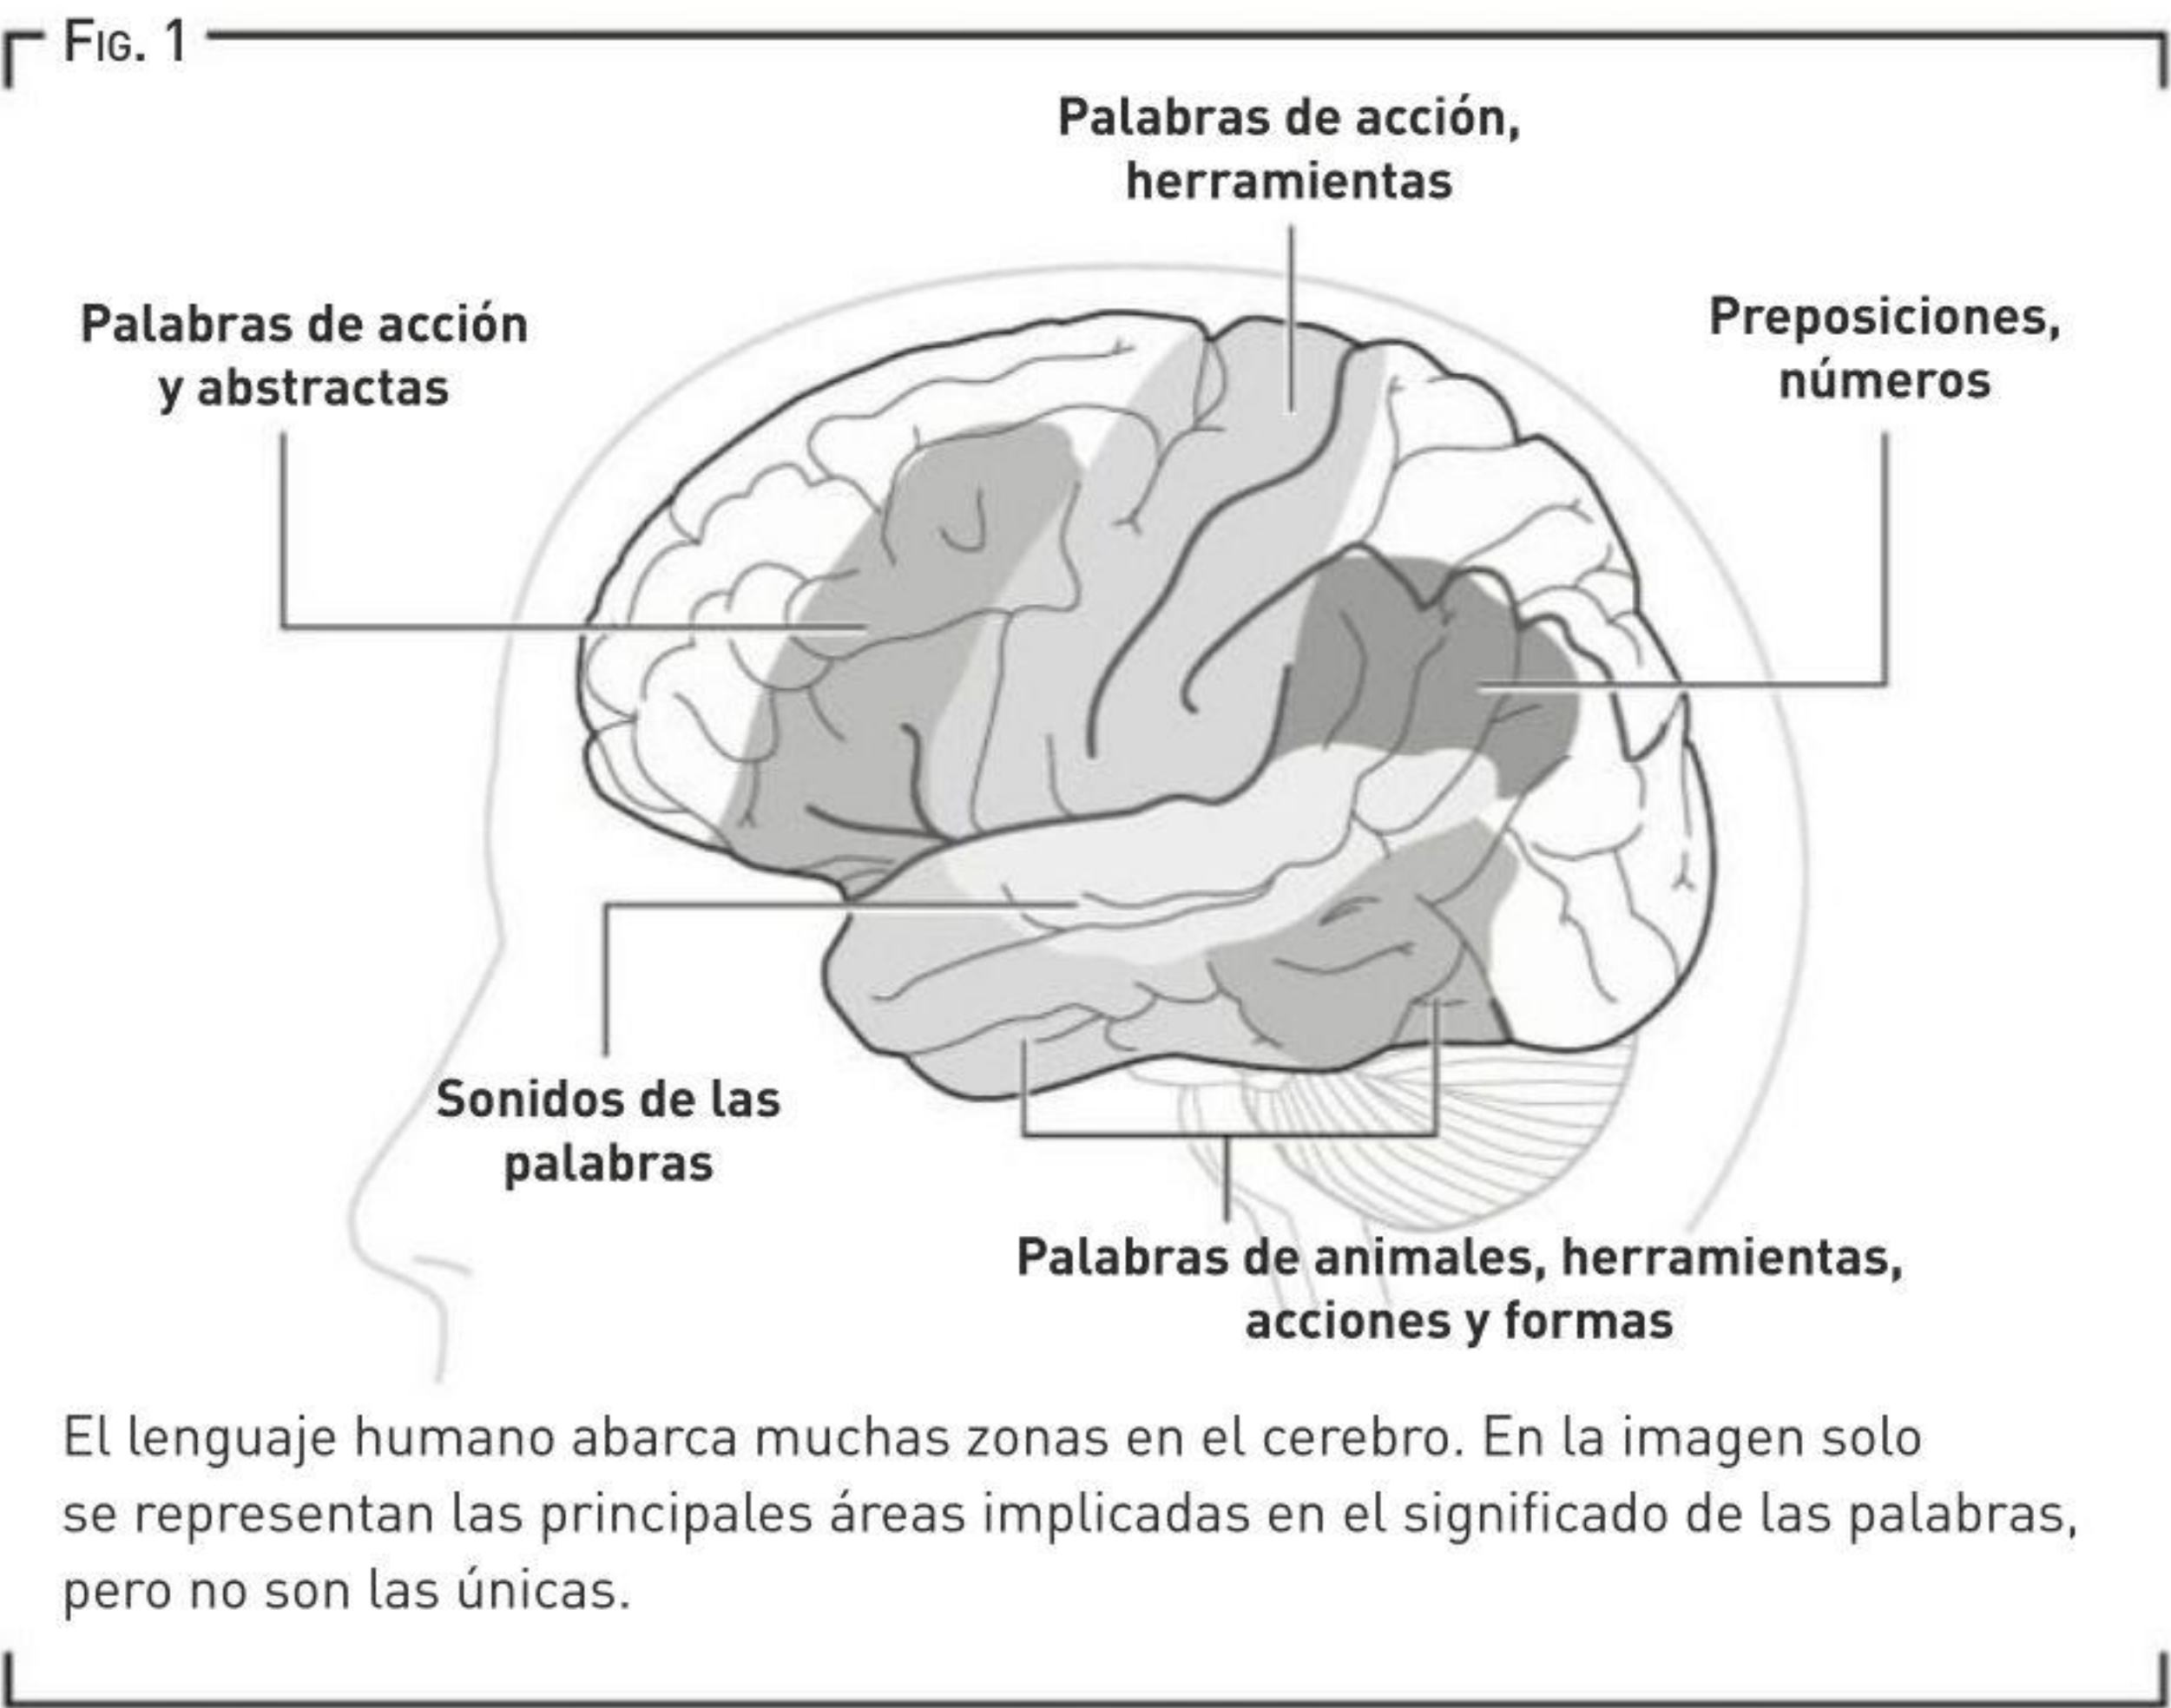 FIG. 1
Palabras de acción,
herramientas
Palabras de acción
y abstractas
Preposiciones,
números
Sonidos de las
palabras
Palabras de animales, herramientas,
acciones y formas
El lenguaje humano abarca muchas zonas en el cerebro. En la imagen solo
se representan las principales áreas implicadas en el significado de las palabras,
pero no son las únicas.